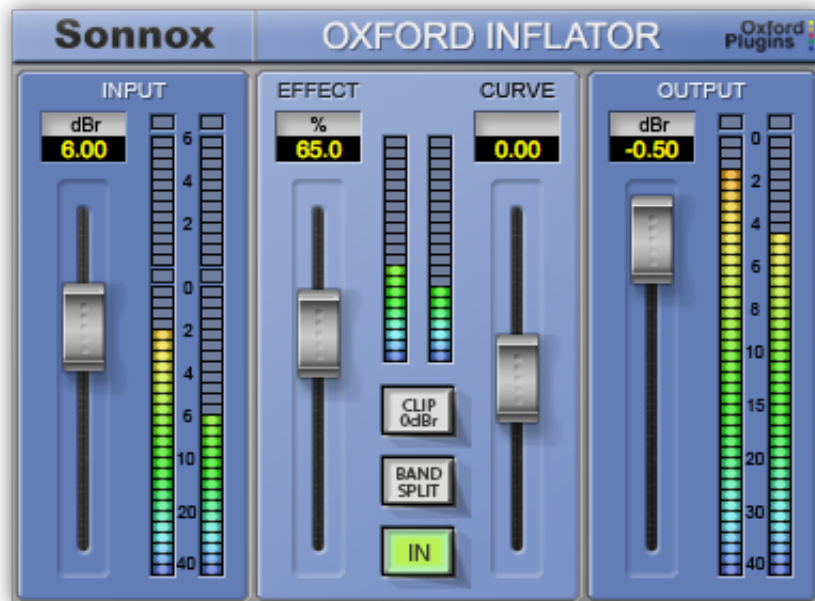 Sonnox
OXFORD INFLATOR
Oxford
Plugins
INPUT
dBr
6.00
6
4
2
0
2
4
6
10
20
40
EFFECT
%
65.0
CURVE
0.00
CLIP
0dBr
BAND
SPLIT
IN
OUTPUT
dBr
-0.50
0
2
4
6
8
10
15
20
30
40